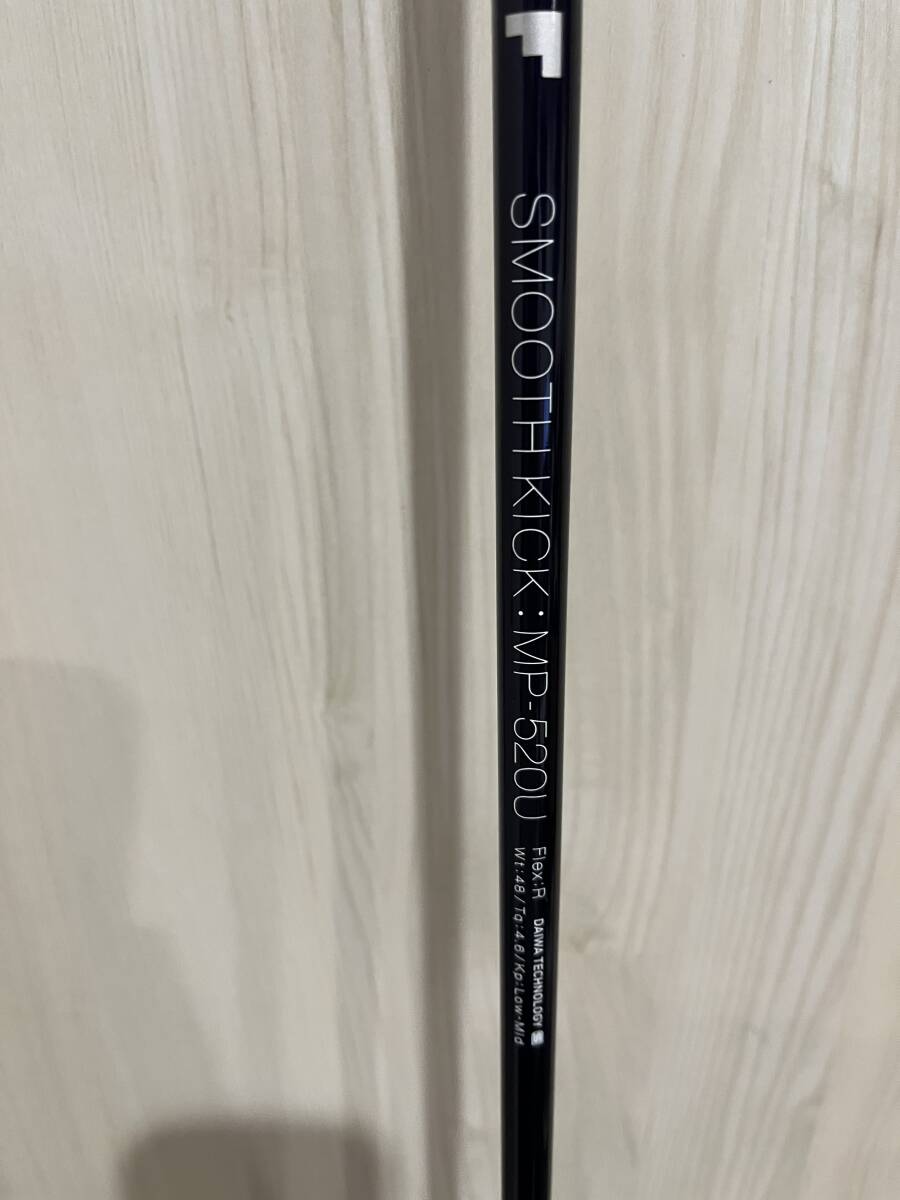 SMOOTH KICK: MP-520U
Flex:R DAIWA TECHNOLOGY
Wt:48/Tq:4.6/Kp:Low-Mid